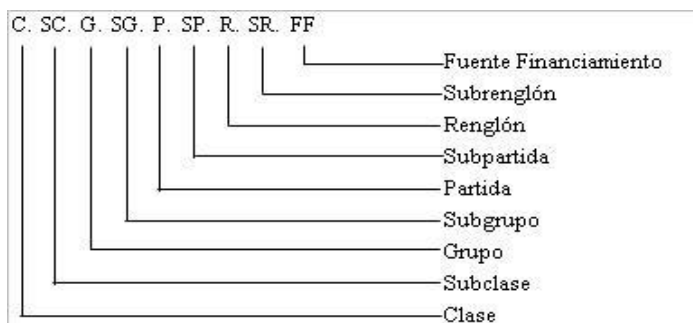 C. SC. G. SG. P. SP. R. SR. FF
Fuente Financiamiento
Subrenglón
Renglón
Subpartida
Partida
Subgrupo
Grupo
Subclase
Clase